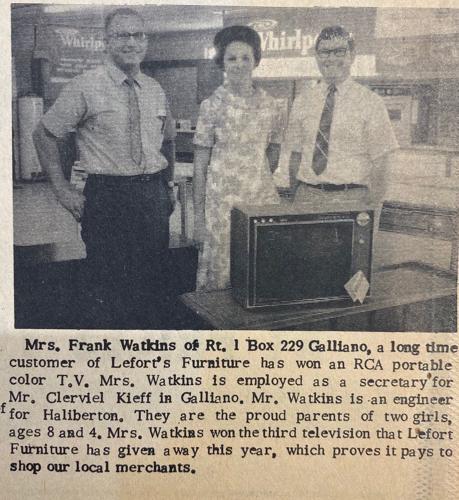 Whirlpo
Whirlp
Mrs. Frank Watkins of Rt. 1 Box 229 Galliano, a long time
customer of Lefort's Furniture has won an RCA portable
color T.V. Mrs. Watkins is employed as a secretary for
Mr. Clerviel Kieff in Galliano. Mr. Watkins is an engineer
for Haliberton. They are the proud parents of two girls,
ages 8 and 4. Mrs. Watkins won the third television that Lefort
Furniture has given away this year, which proves it pays to
shop our local merchants.